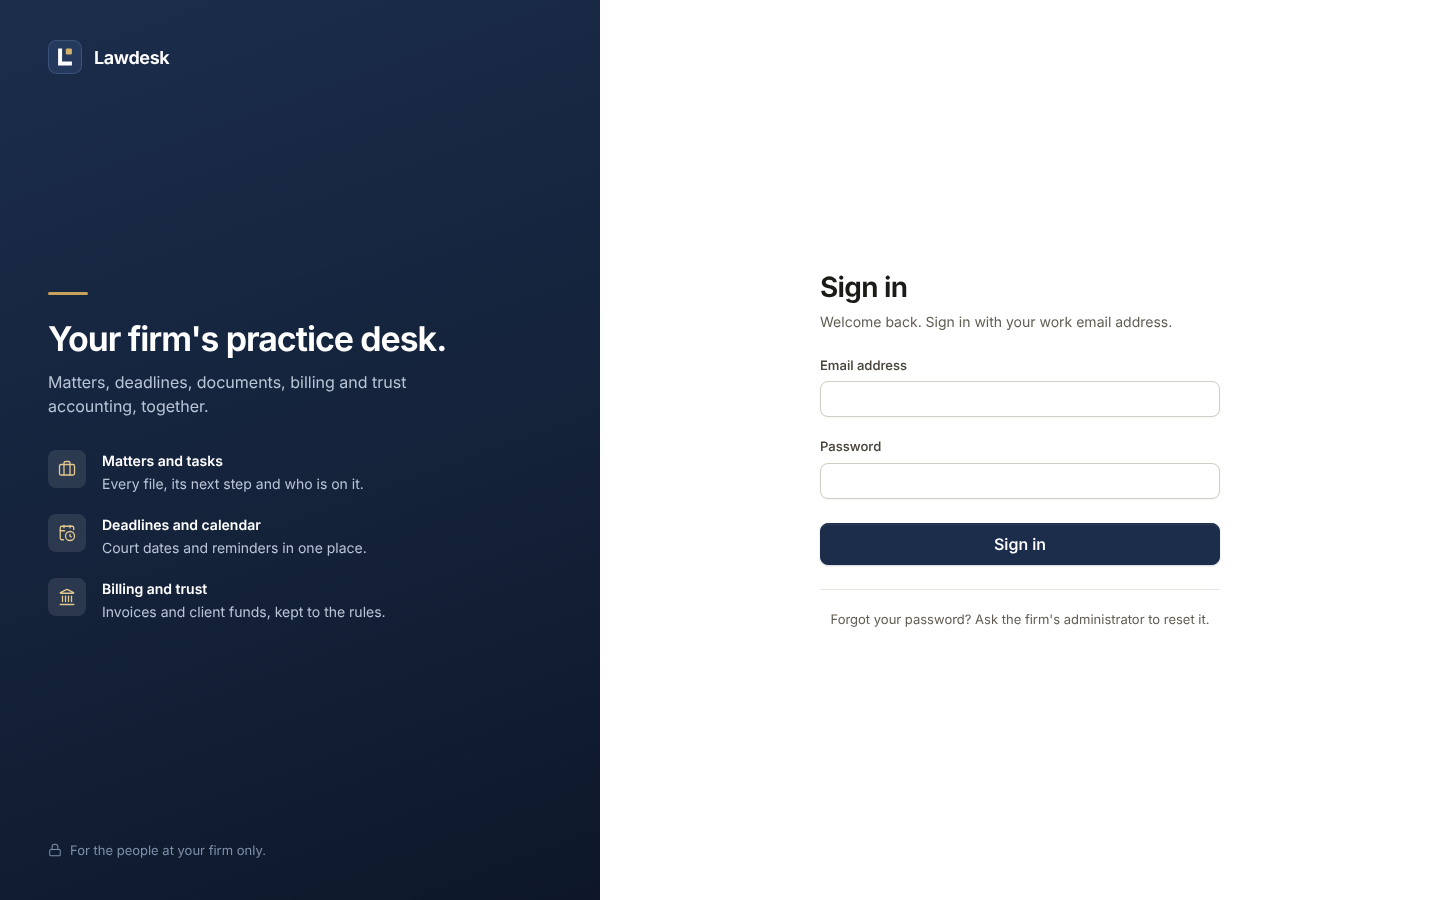 Lawdesk
Your firm's practice desk.
Matters, deadlines, documents, billing and trust
accounting, together.
Matters and tasks
Every file, its next step and who is on it.
Deadlines and calendar
Court dates and reminders in one place.
Billing and trust
Invoices and client funds, kept to the rules.
For the people at your firm only.
Sign in
Welcome back. Sign in with your work email address.
Email address
Password
Sign in
Forgot your password? Ask the firm's administrator to reset it.